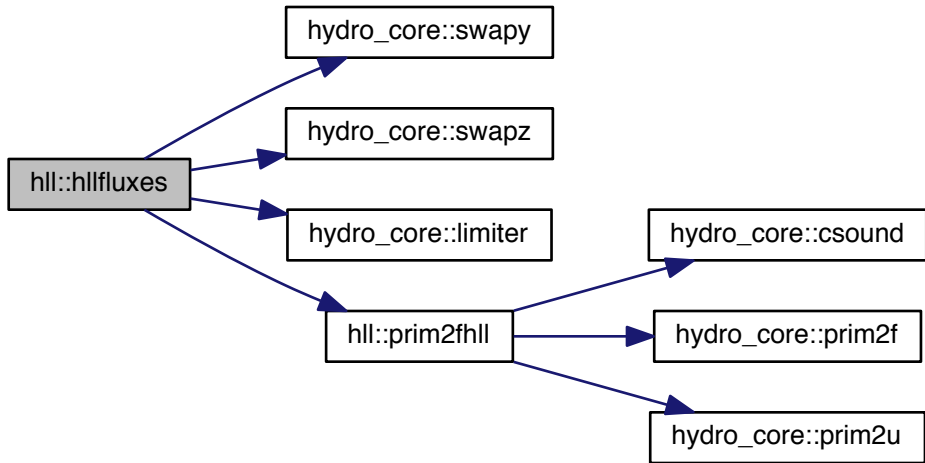 hydro_core::swapy
hydro_core::swapz
hll::hllfluxes
hydro_core::limiter
hydro_core::csound
hll::prim2fhll
hydro_core::prim2f
hydro_core::prim2u